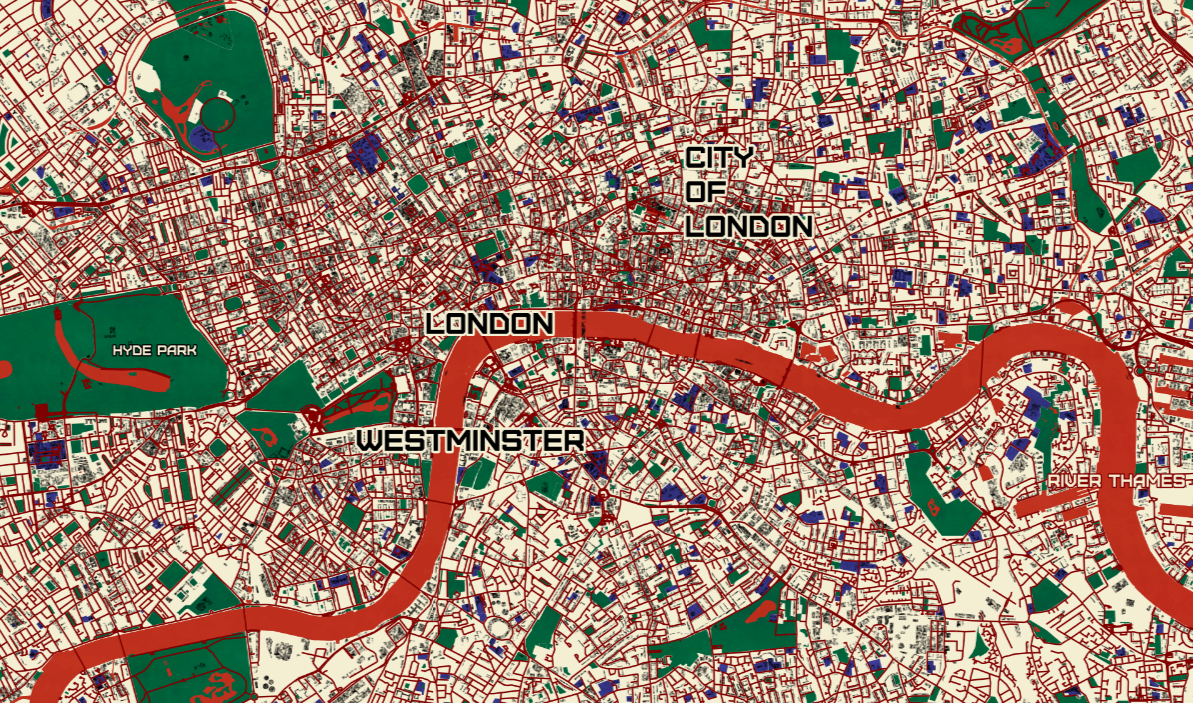 CITY
OF
LONDON
LONDON
HYDE PARK
WESTMINSTER
RIVER THAMES